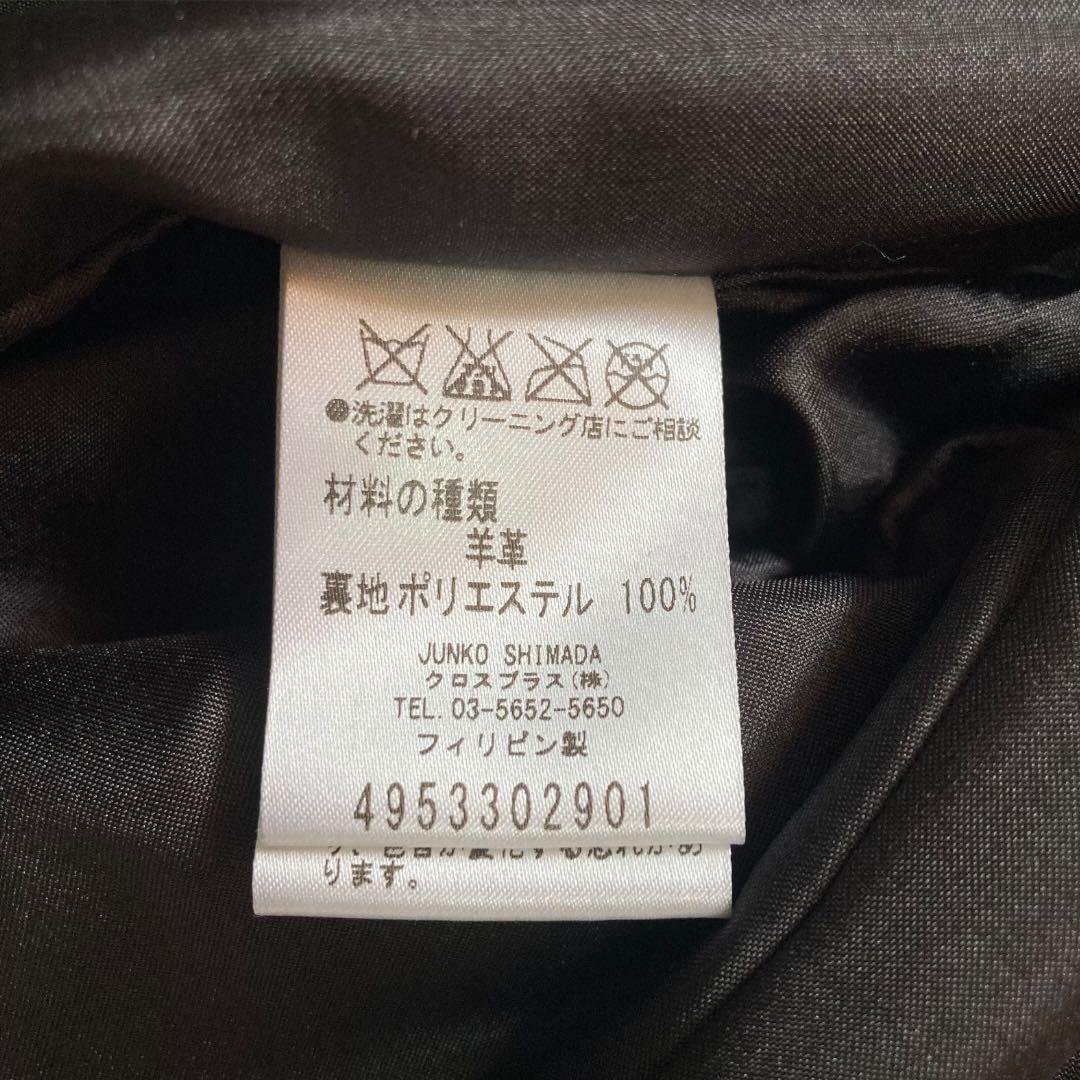 ●洗濯はクリーニング店にご相談
ください。
材料の種類
羊革
裏地ポリエステル 100%
JUNKO SHIMADA
クロスプラス(株)
TEL. 03-5652-5650
フィリピン製
4953302901
ります。